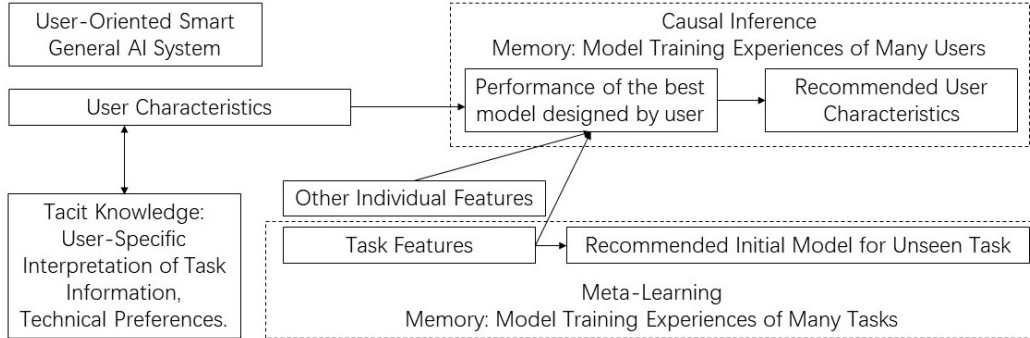 User-Oriented Smart
General AI System
Causal Inference
Memory: Model Training Experiences of Many Users
User Characteristics
Performance of the best
model designed by user
Recommended User
Characteristics
Other Individual Features
Tacit Knowledge:
User-Specific
Interpretation of Task
Information,
Technical Preferences.
Task Features
Recommended Initial Model for Unseen Task
Meta-Learning
Memory: Model Training Experiences of Many Tasks